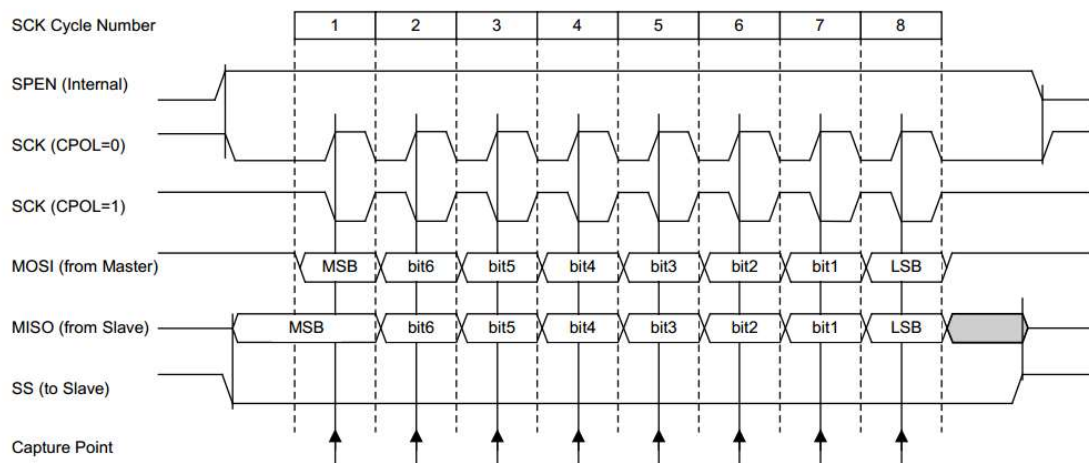 SCK Cycle Number 1 2 3 4 5 6 7 8
SPEN (Internal)
SCK (CPOL=0)
SCK (CPOL=1)
MOSI (from Master) MSB bit6 bit5 bit4 bit3 bit2 bit1 LSB
MISO (from Slave) MSB bit6 bit5 bit4 bit3 bit2 bit1 LSB
SS (to Slave)
Capture Point